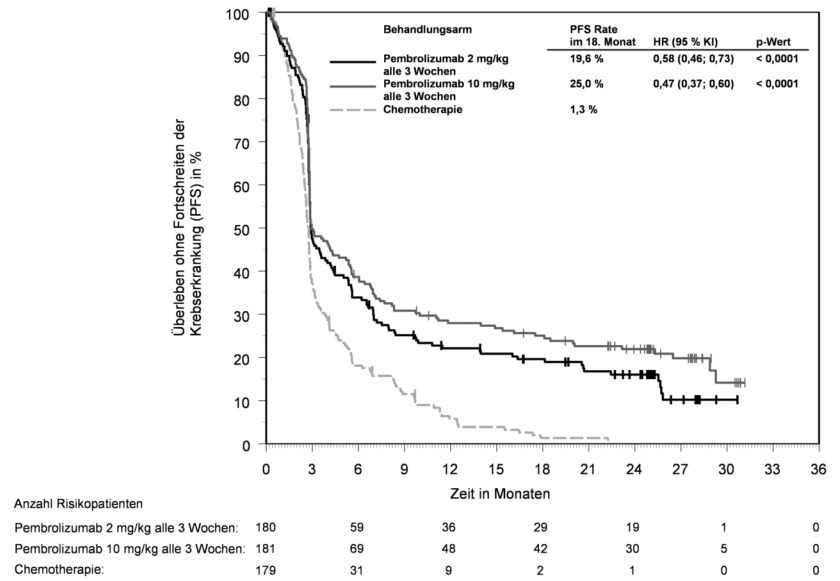 Behandlungsarm
PFS Rate
im 18. Monat HR (95 % KI) p-Wert
Pembrolizumab 2 mg/kg 19,6 % 0,58 (0,46; 0,73) < 0,0001
alle 3 Wochen
Pembrolizumab 10 mg/kg 25,0 % 0,47 (0,37; 0,60) < 0,0001
alle 3 Wochen
Chemotherapie 1,3 %
Überleben ohne Fortschreiten der
Krebserkrankung (PFS) in %
100
90
80
70
60
50
40
30
20
10
0
0 3 6 9 12 15 18 21 24 27 30 33 36
Zeit in Monaten
Anzahl Risikopatienten
Pembrolizumab 2 mg/kg alle 3 Wochen: 180 59 36 29 19 1 0
Pembrolizumab 10 mg/kg alle 3 Wochen: 181 69 48 42 30 5 0
Chemotherapie: 179 31 9 2 1 0 0